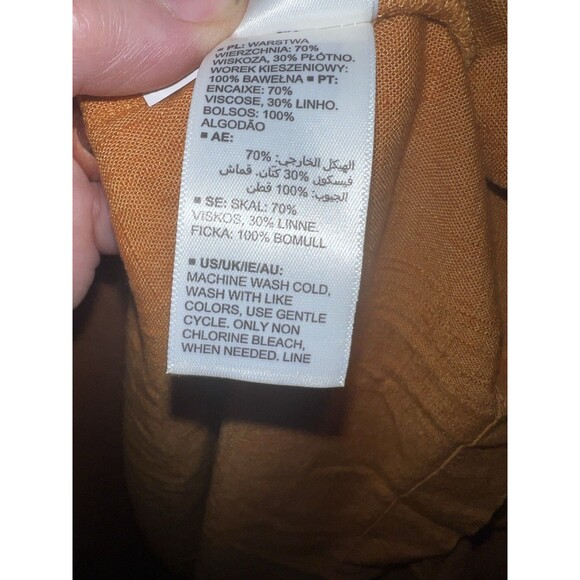 ■ PL: WARSTWA
WIERZCHNIA: 70%
WISKOZA, 30% PŁÓTNO.
WOREK KIESZENIOWY:
100% BAWEŁNA ■ PT:
ENCAIXE: 70%
VISCOSE, 30% LINHO.
BOLSOS: 100%
ALGODÃO
■ AE:
الهيكل الخارجي: 70%
فيسكول 30% كتان. قماش
الجيوب: 100% قطن
■ SE: SKAL: 70%
VISKOS, 30% LINNE.
FICKA: 100% BOMULL
■ US/UK/IE/AU:
MACHINE WASH COLD,
WASH WITH LIKE
COLORS, USE GENTLE
CYCLE. ONLY NON
CHLORINE BLEACH,
WHEN NEEDED. LINE